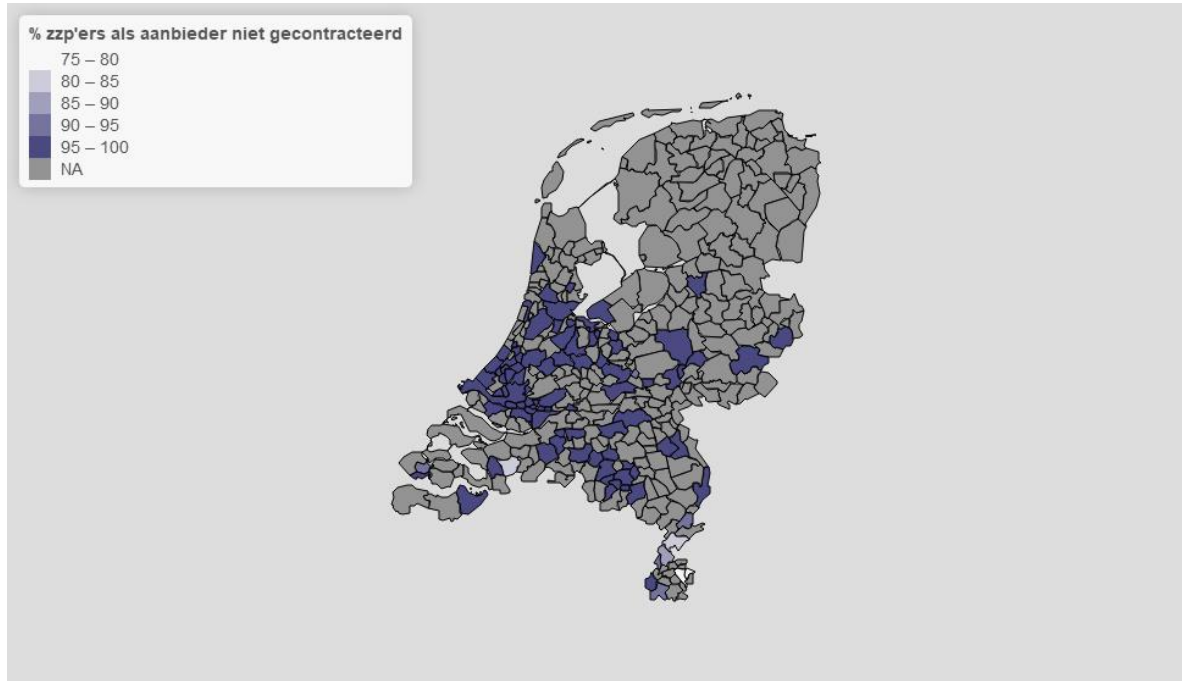 % zzp'ers als aanbieder niet gecontracteerd
75 – 80
80 – 85
85 – 90
90 – 95
95 – 100
NA